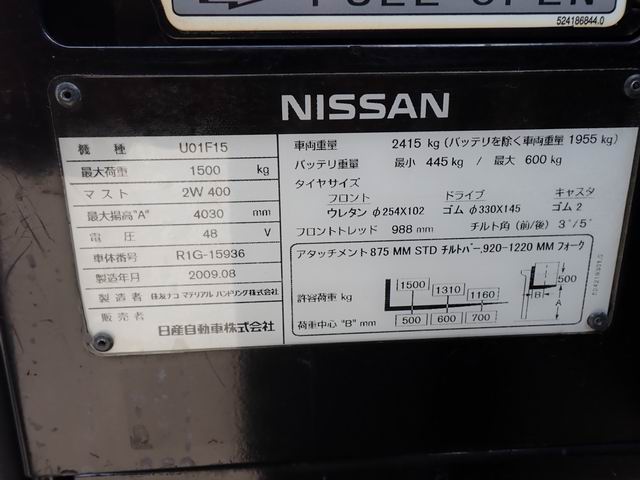 PULL OPEN
524186844.0
NISSAN
機種 U01F15
最大荷重 1500 kg
マスト 2W 400
最大揚高"A" 4030 mm
電圧 48 V
車体番号 R1G-15936
製造年月 2009.08
製造者 住友ナコ マテリアル ハンドリング株式会社
販売者 日産自動車株式会社
車両重量 2415 kg (バッテリを除く車両重量 1955 kg)
バッテリ重量 最小 445 kg / 最大 600 kg
タイヤサイズ
フロント ドライブ キャスタ
ウレタン φ254X102 ゴム φ330X145 ゴム 2
フロントトレッド 988 mm チルト角 (前/後) 3°/5°
アタッチメント 875 MM STD チルトバー,920-1220 MM フォーク
許容荷重 kg 1500 1310 1160
荷重中心 "B" mm 500 600 700
500
B
A